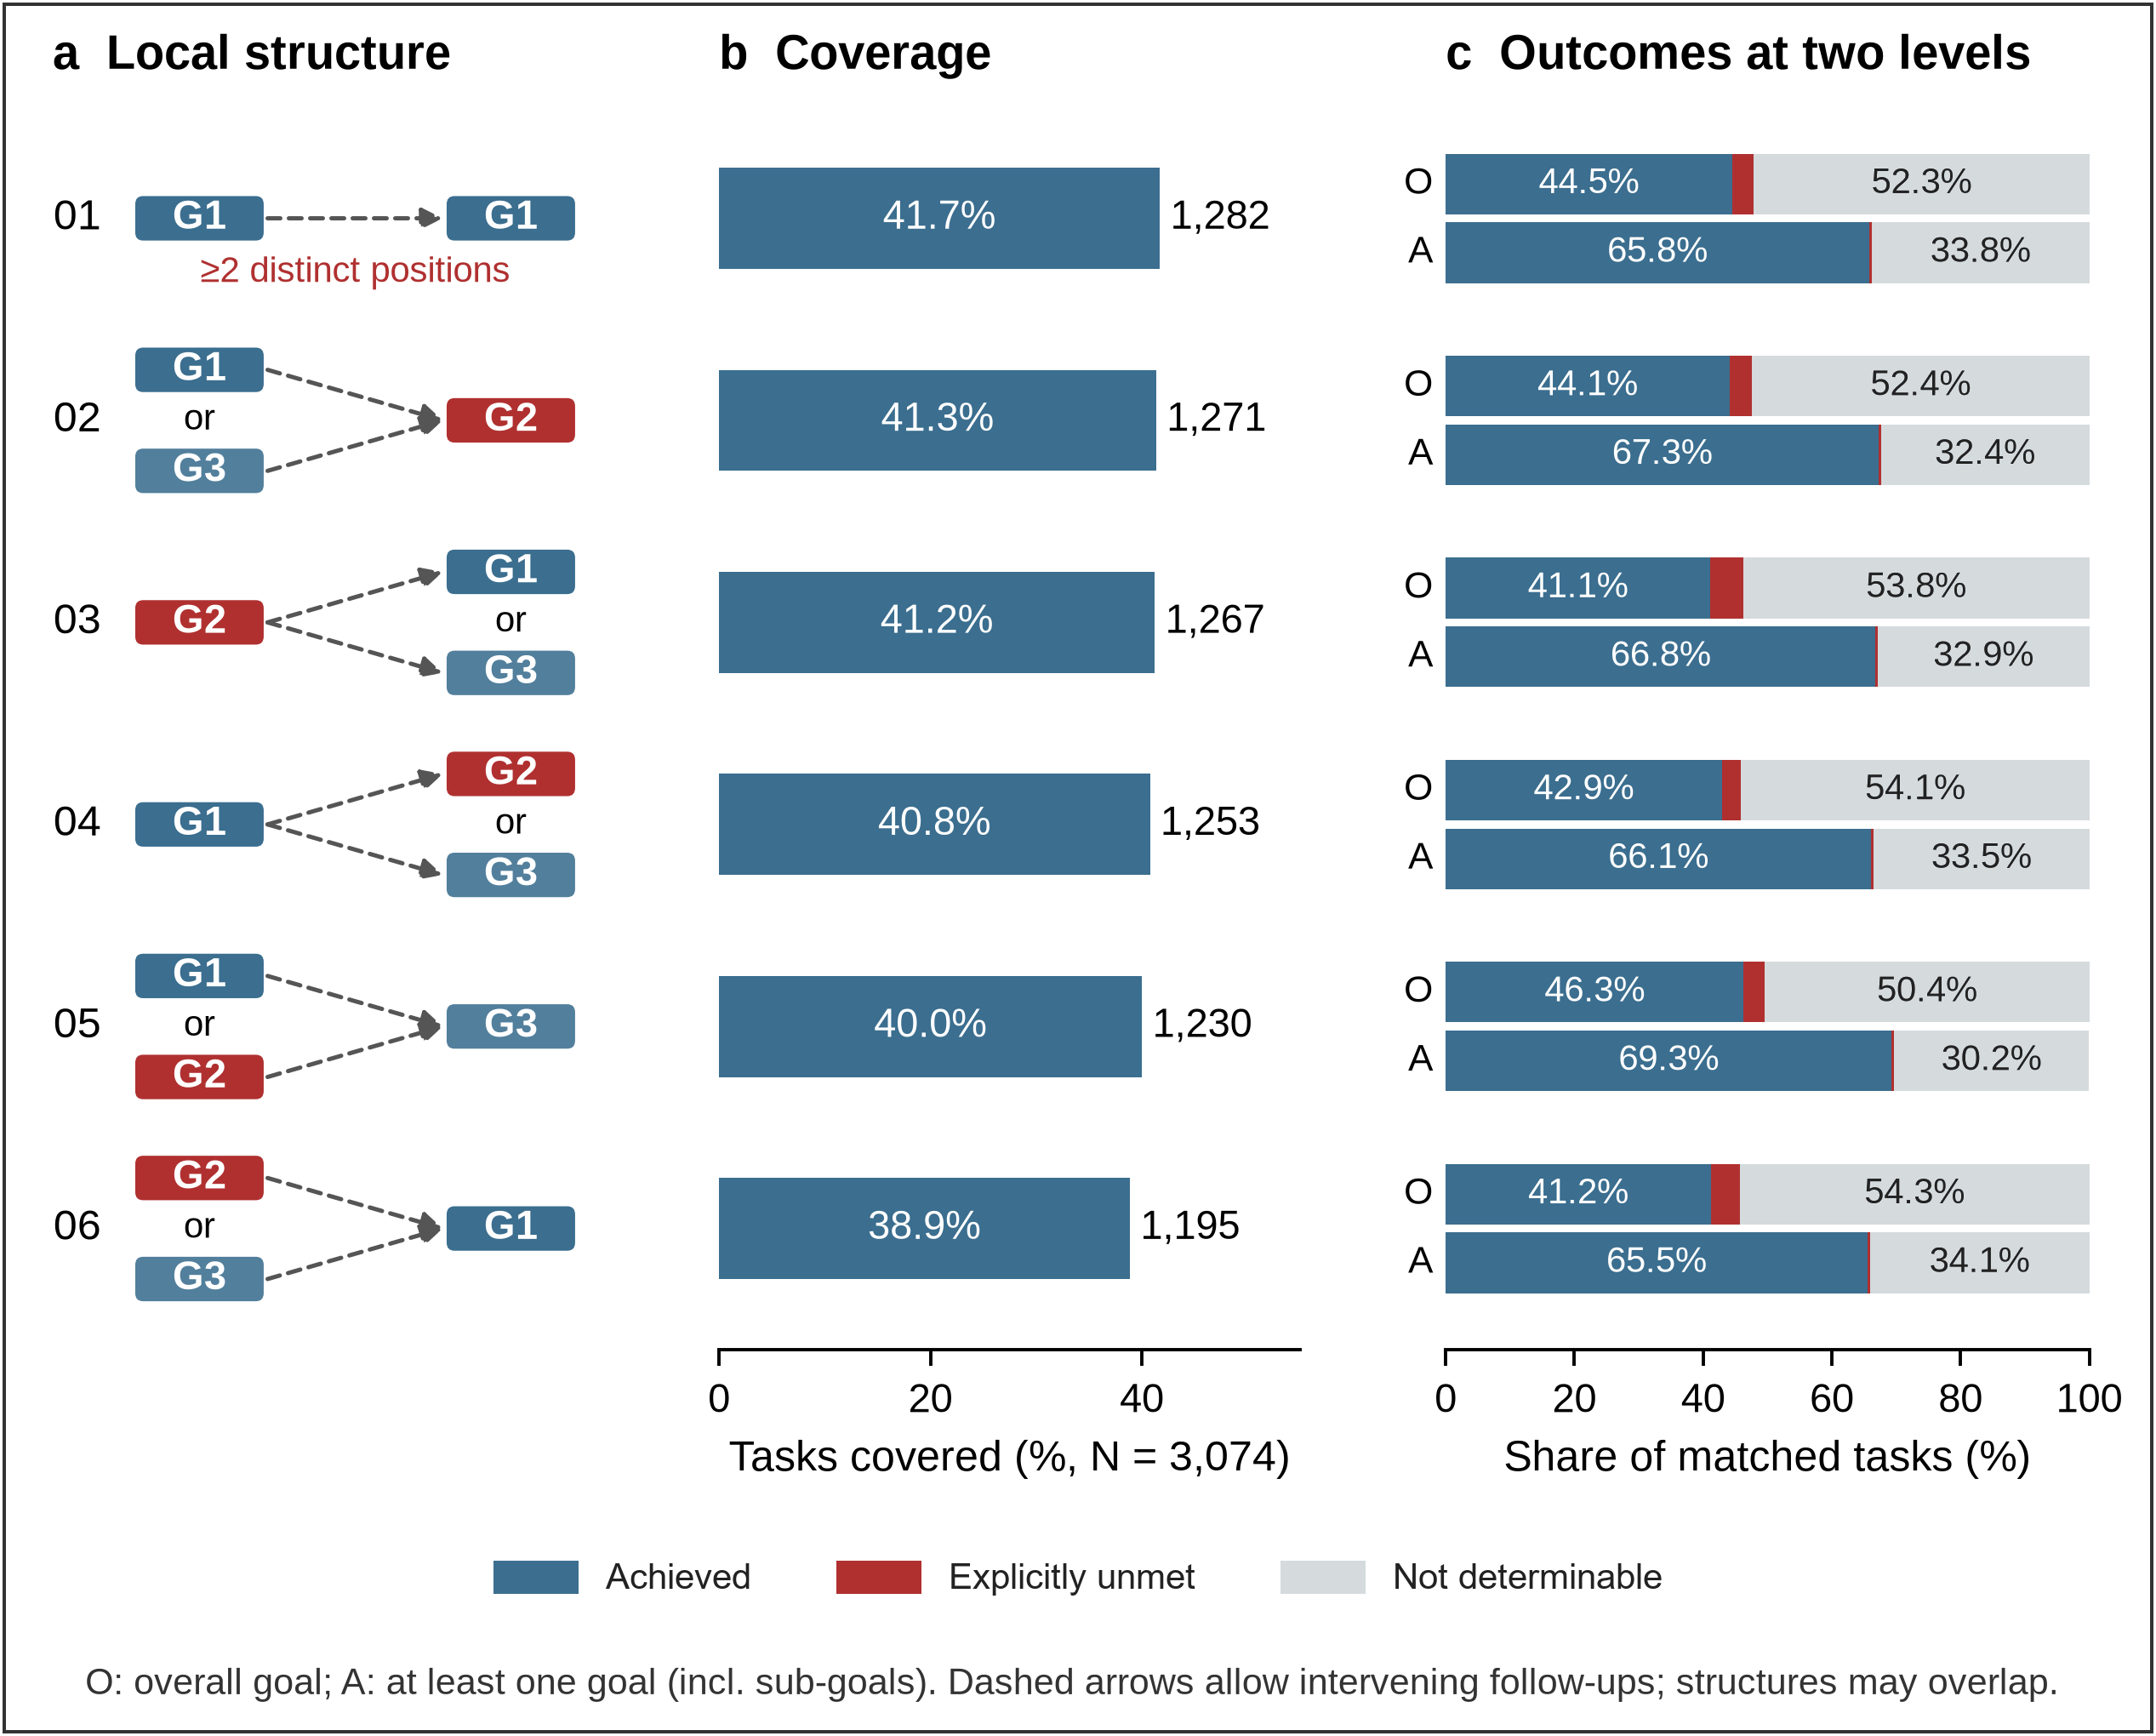 a Local structure
b Coverage
c Outcomes at two levels
01
G1
G1
≥2 distinct positions
41.7%
1,282
O
44.5%
52.3%
A
65.8%
33.8%
02
G1
or
G3
G2
41.3%
1,271
O
44.1%
52.4%
A
67.3%
32.4%
03
G2
G1
or
G3
41.2%
1,267
O
41.1%
53.8%
A
66.8%
32.9%
04
G1
G2
or
G3
40.8%
1,253
O
42.9%
54.1%
A
66.1%
33.5%
05
G1
or
G2
G3
40.0%
1,230
O
46.3%
50.4%
A
69.3%
30.2%
06
G2
or
G3
G1
38.9%
1,195
O
41.2%
54.3%
A
65.5%
34.1%
0 20 40
Tasks covered (%, N = 3,074)
0 20 40 60 80 100
Share of matched tasks (%)
Achieved
Explicitly unmet
Not determinable
O: overall goal; A: at least one goal (incl. sub-goals). Dashed arrows allow intervening follow-ups; structures may overlap.